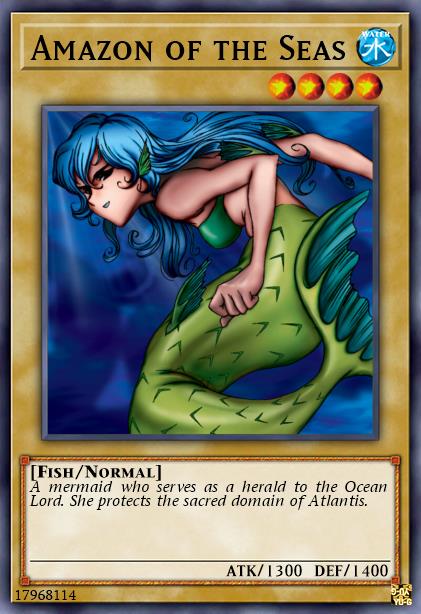 AMAZON OF THE SEAS
WATER
水
[FISH/NORMAL]
A mermaid who serves as a herald to the Ocean
Lord. She protects the sacred domain of Atlantis.
ATK/1300 DEF/1400
17968114